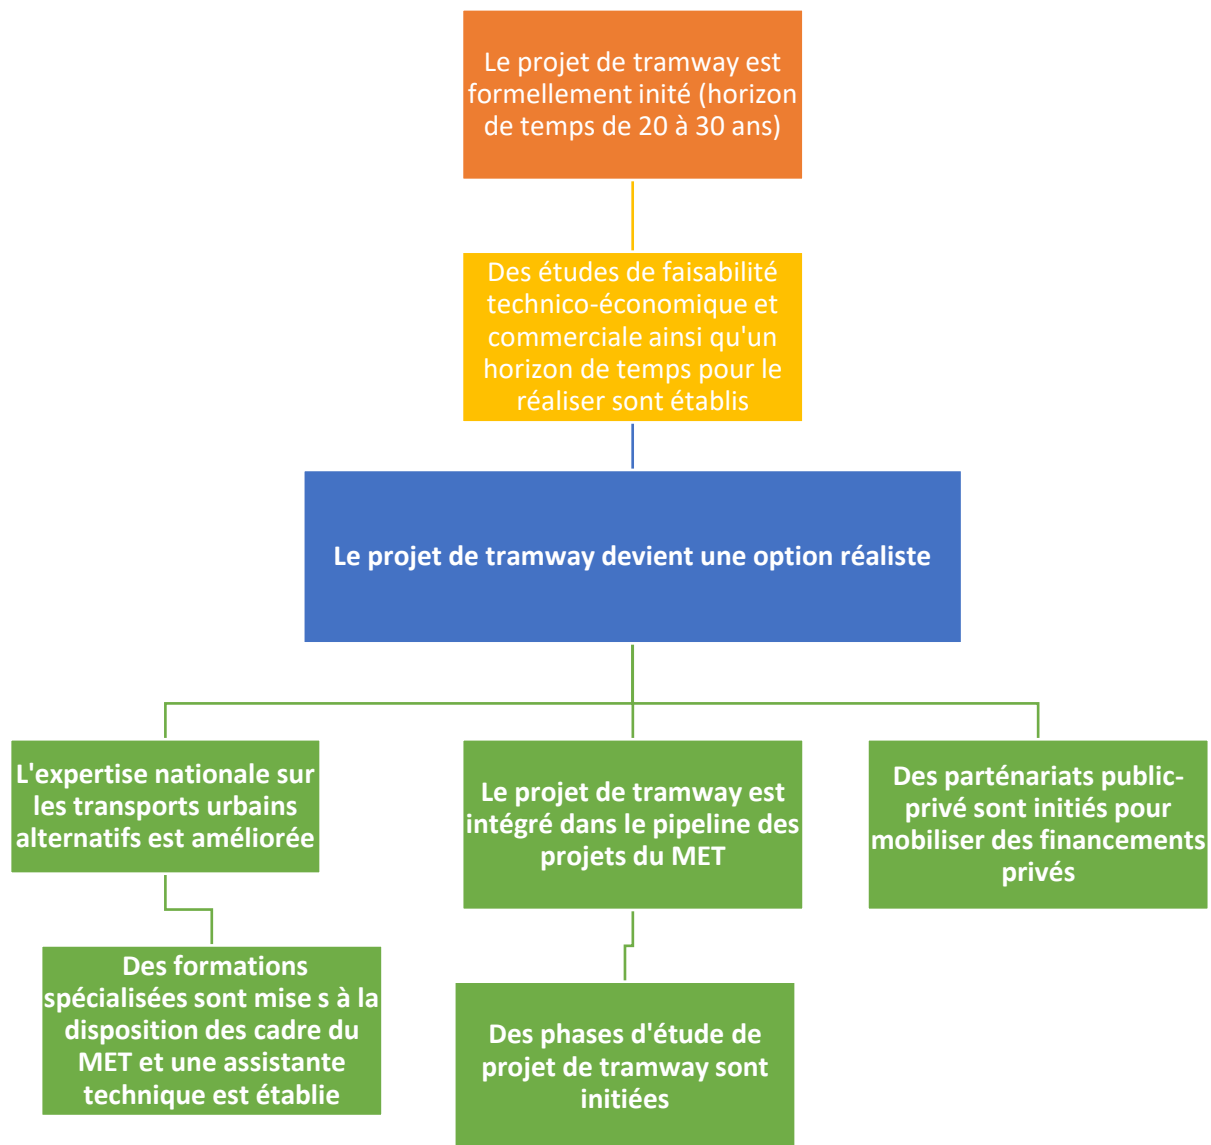 Le projet de tramway est
formellement inité (horizon
de temps de 20 à 30 ans)
Des études de faisabilité
technico-économique et
commerciale ainsi qu'un
horizon de temps pour le
réaliser sont établis
Le projet de tramway devient une option réaliste
L'expertise nationale sur
les transports urbains
alternatifs est améliorée
Le projet de tramway est
intégré dans le pipeline des
projets du MET
Des parténariats public-
privé sont initiés pour
mobiliser des financements
privés
Des formations
spécialisées sont mise s à la
disposition des cadre du
MET et une assistante
technique est établie
Des phases d'étude de
projet de tramway sont
initiées